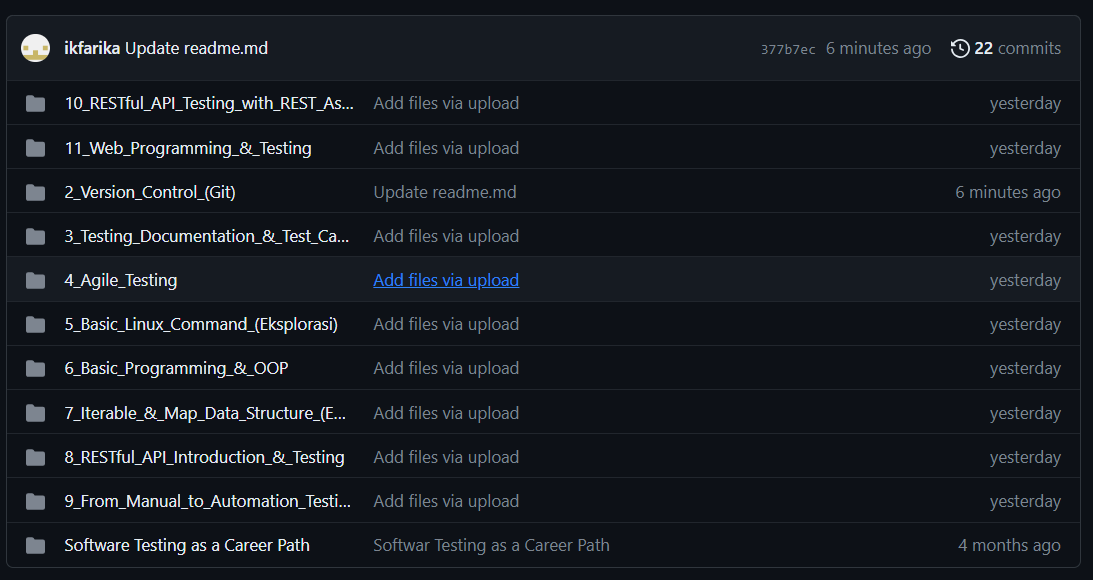 ikfarika Update readme.md 377b7ec 6 minutes ago 22 commits
10_RESTful_API_Testing_with_REST_As... Add files via upload yesterday
11_Web_Programming_&_Testing Add files via upload yesterday
2_Version_Control_(Git) Update readme.md 6 minutes ago
3_Testing_Documentation_&_Test_Ca... Add files via upload yesterday
4_Agile_Testing Add files via upload yesterday
5_Basic_Linux_Command_(Eksplorasi) Add files via upload yesterday
6_Basic_Programming_&_OOP Add files via upload yesterday
7_Iterable_&_Map_Data_Structure_(E... Add files via upload yesterday
8_RESTful_API_Introduction_&_Testing Add files via upload yesterday
9_From_Manual_to_Automation_Testi... Add files via upload yesterday
Software Testing as a Career Path Softwar Testing as a Career Path 4 months ago